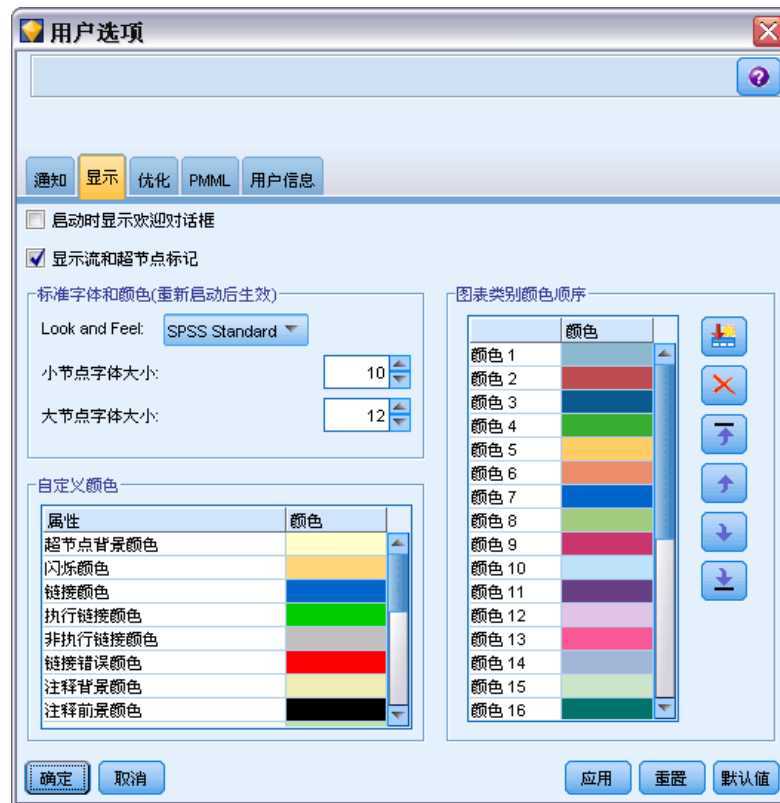 用户选项
通知 显示 优化 PMML 用户信息
启动时显示欢迎对话框
显示流和超节点标记
标准字体和颜色(重新启动后生效)
Look and Feel: SPSS Standard
小节点字体大小: 10
大节点字体大小: 12
自定义颜色
属性 颜色
超节点背景颜色
闪烁颜色
链接颜色
执行链接颜色
非执行链接颜色
链接错误颜色
注释背景颜色
注释前景颜色
图表类别颜色顺序
颜色
颜色 1
颜色 2
颜色 3
颜色 4
颜色 5
颜色 6
颜色 7
颜色 8
颜色 9
颜色 10
颜色 11
颜色 12
颜色 13
颜色 14
颜色 15
颜色 16
确定 取消 应用 重置 默认值